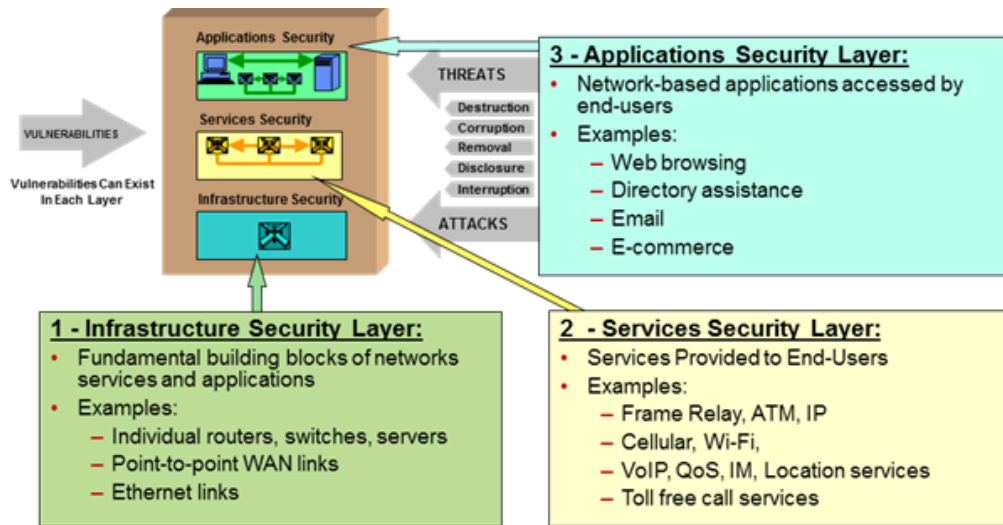 Applications Security
Services Security
Infrastructure Security
VULNERABILITIES
Vulnerabilities Can Exist
In Each Layer
THREATS
Destruction
Corruption
Removal
Disclosure
Interruption
ATTACKS
3 - Applications Security Layer:
• Network-based applications accessed by
end-users
• Examples:
– Web browsing
– Directory assistance
– Email
– E-commerce
1 - Infrastructure Security Layer:
• Fundamental building blocks of networks
services and applications
• Examples:
– Individual routers, switches, servers
– Point-to-point WAN links
– Ethernet links
2 - Services Security Layer:
• Services Provided to End-Users
• Examples:
– Frame Relay, ATM, IP
– Cellular, Wi-Fi,
– VoIP, QoS, IM, Location services
– Toll free call services